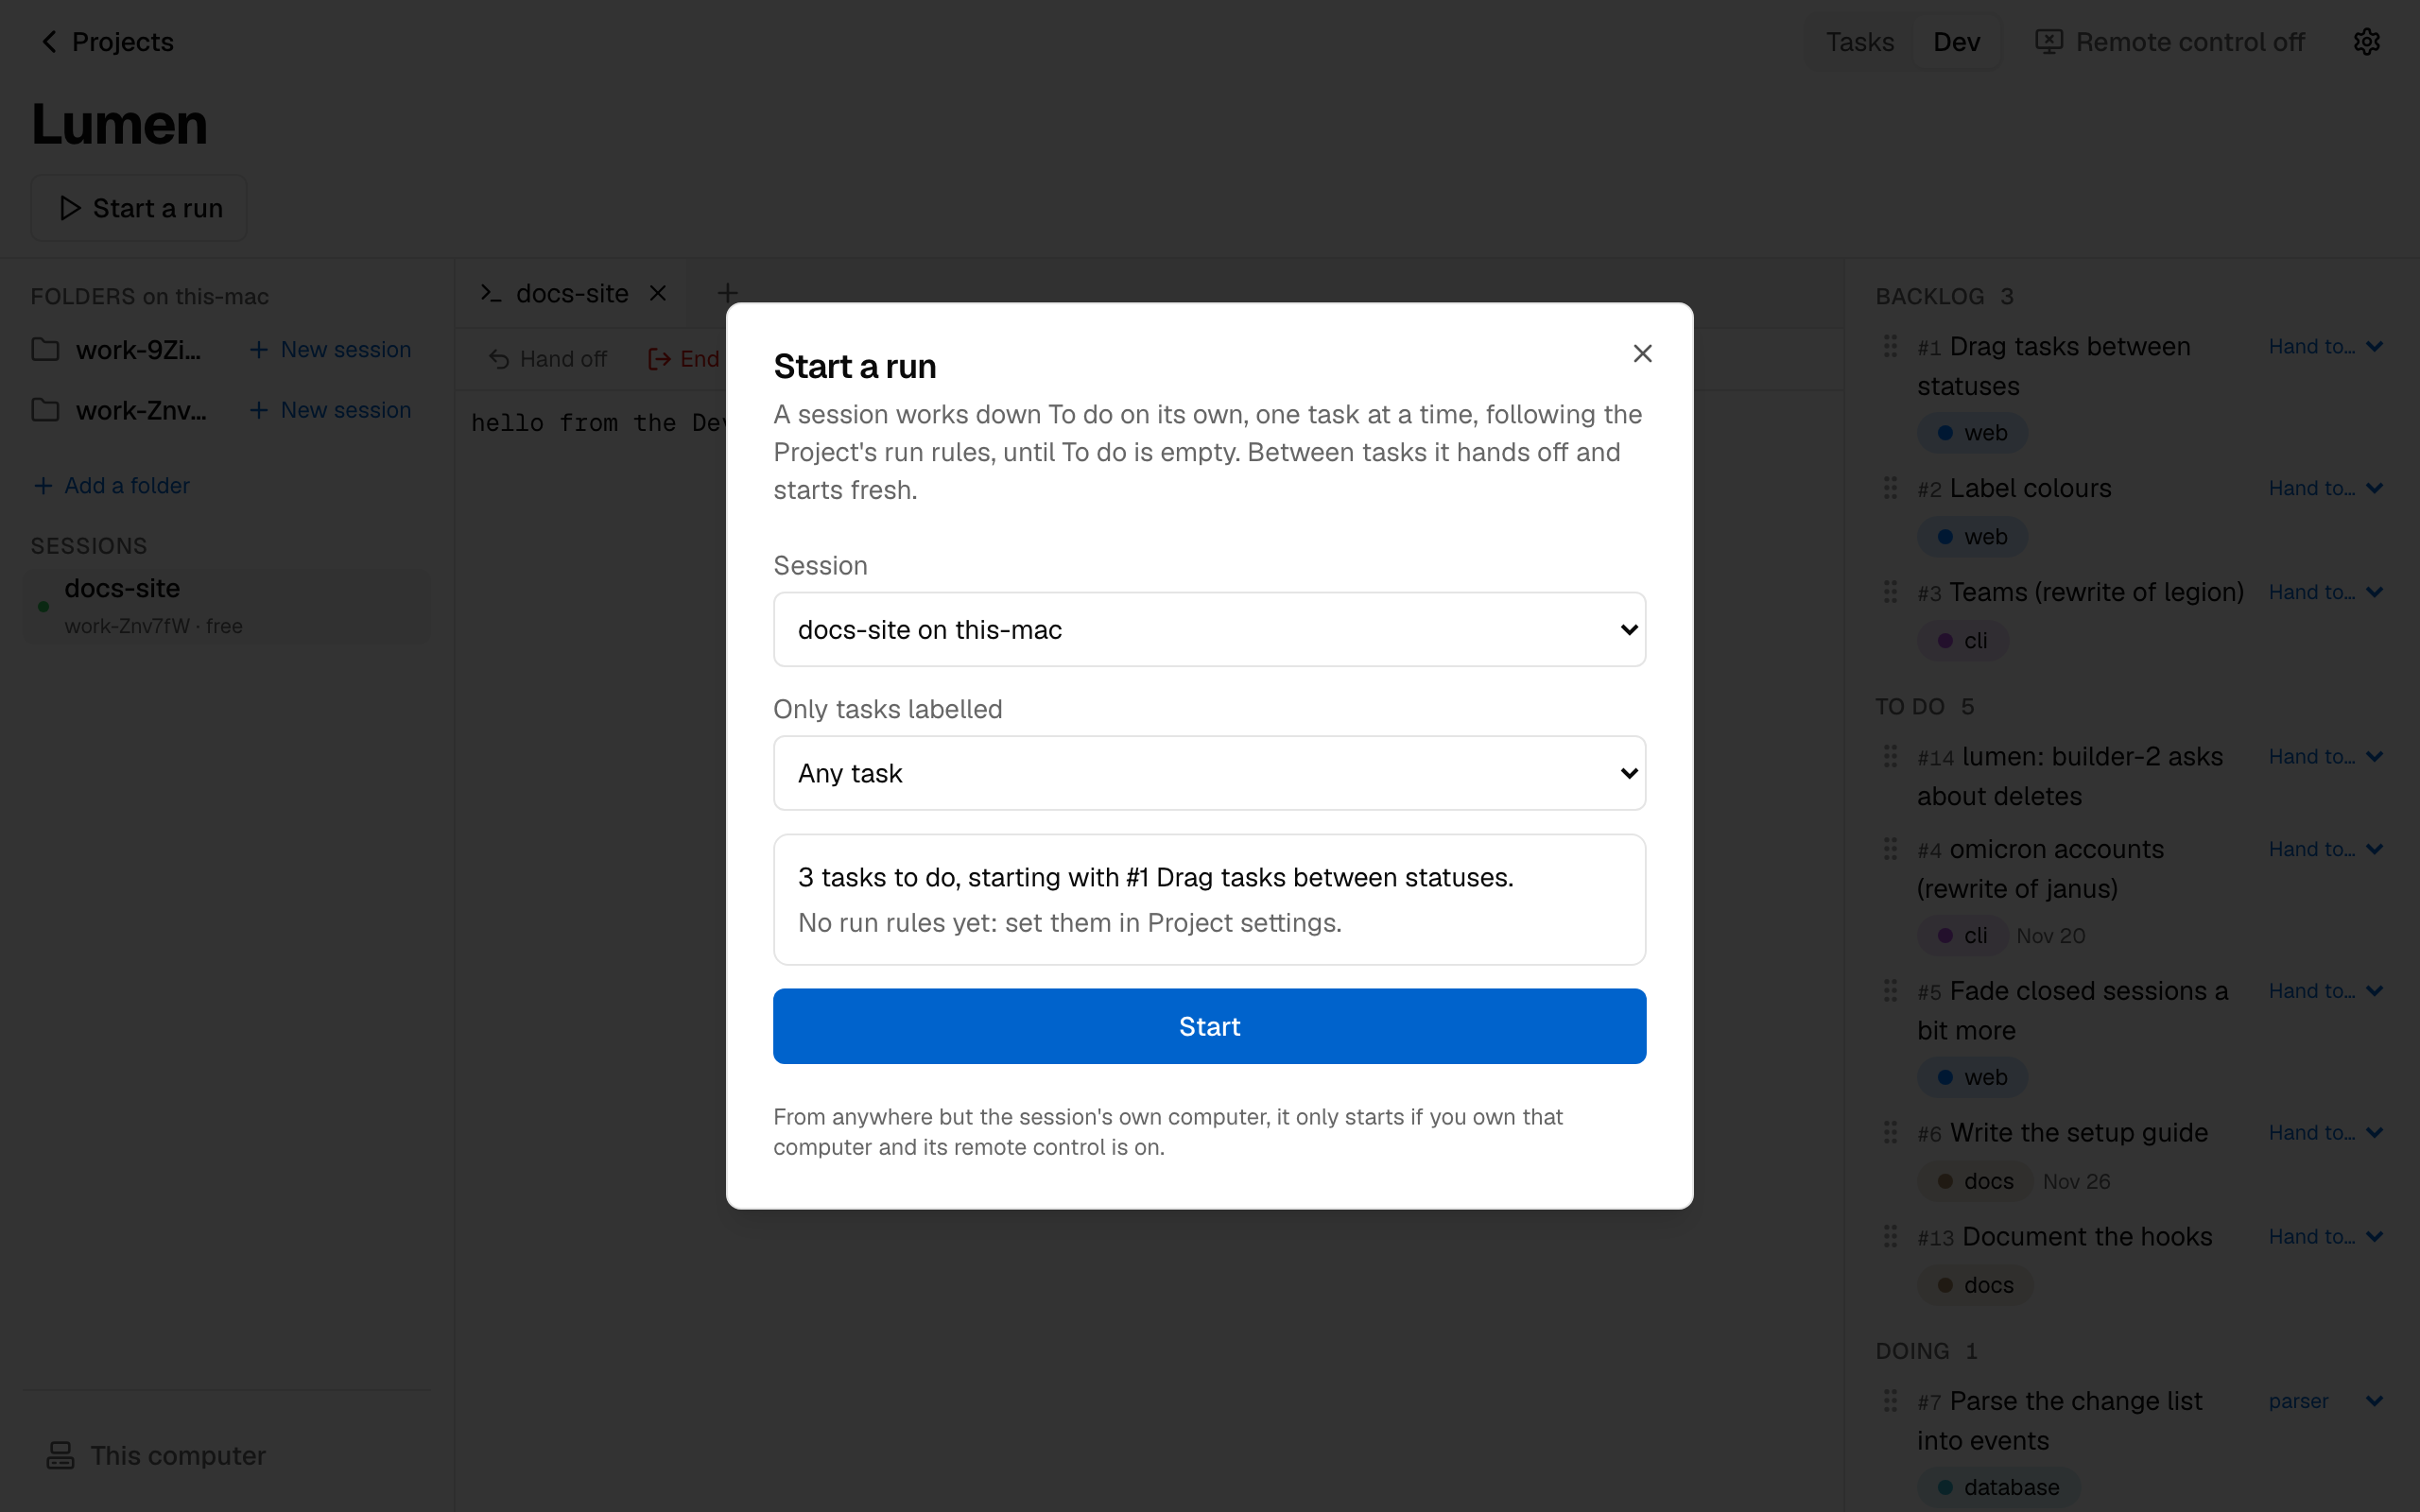 Projects
Tasks
Dev
Remote control off
Lumen
Start a run
FOLDERS on this-mac
work-9Zi...
New session
work-Znv...
New session
Add a folder
SESSIONS
docs-site
work-Znv7fW · free
This computer
docs-site
Hand off
End
hello from the Dev
Start a run
A session works down To do on its own, one task at a time, following the
Project's run rules, until To do is empty. Between tasks it hands off and
starts fresh.
Session
docs-site on this-mac
Only tasks labelled
Any task
3 tasks to do, starting with #1 Drag tasks between statuses.
No run rules yet: set them in Project settings.
Start
From anywhere but the session's own computer, it only starts if you own that
computer and its remote control is on.
BACKLOG 3
#1 Drag tasks between
statuses
Hand to...
web
#2 Label colours
Hand to...
web
#3 Teams (rewrite of legion)
Hand to...
cli
TO DO 5
#14 lumen: builder-2 asks
about deletes
Hand to...
#4 omicron accounts
(rewrite of janus)
Hand to...
cli Nov 20
#5 Fade closed sessions a
bit more
Hand to...
web
#6 Write the setup guide
Hand to...
docs Nov 26
#13 Document the hooks
Hand to...
docs
DOING 1
#7 Parse the change list
into events
parser
database